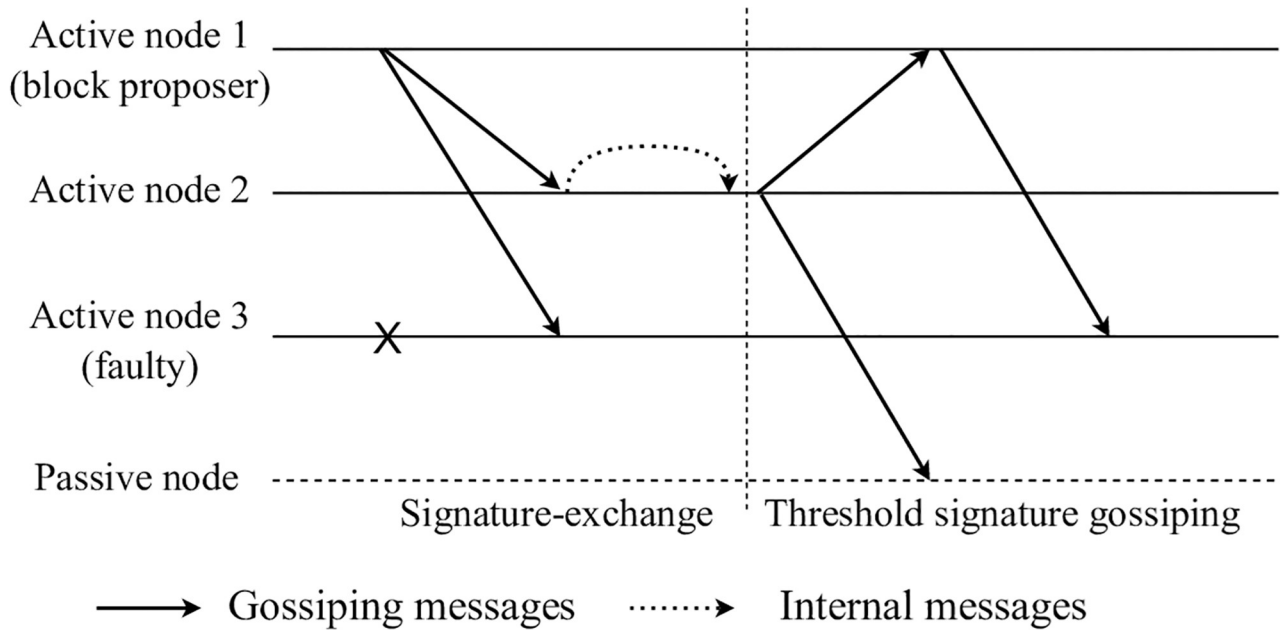 Active node 1
(block proposer)
Active node 2
Active node 3
(faulty)
X
Passive node
Signature-exchange
Threshold signature gossiping
Gossiping messages
Internal messages